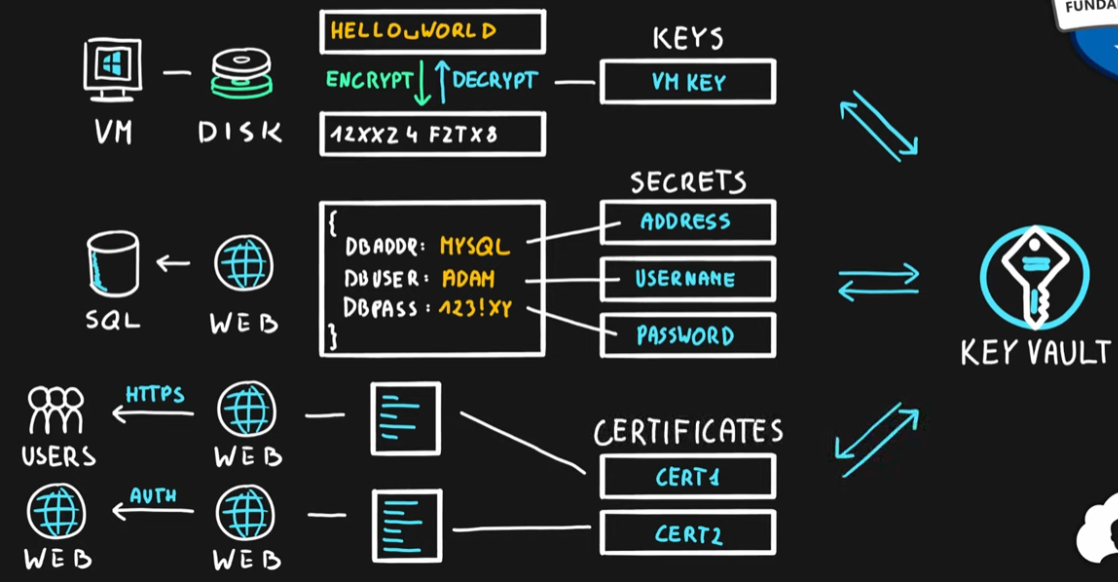 FUNDA
HELLO␣WORLD
KEYS
ENCRYPT DECRYPT
VM KEY
VM DISK
12XXZ4 F2TX8
SECRETS
{
ADDRESS
DBADDR: MYSQL
DBUSER: ADAM
USERNAME
DBPASS: 123!XY
}
PASSWORD
SQL WEB
KEY VAULT
HTTPS
USERS WEB
CERTIFICATES
CERT1
AUTH
CERT2
WEB WEB